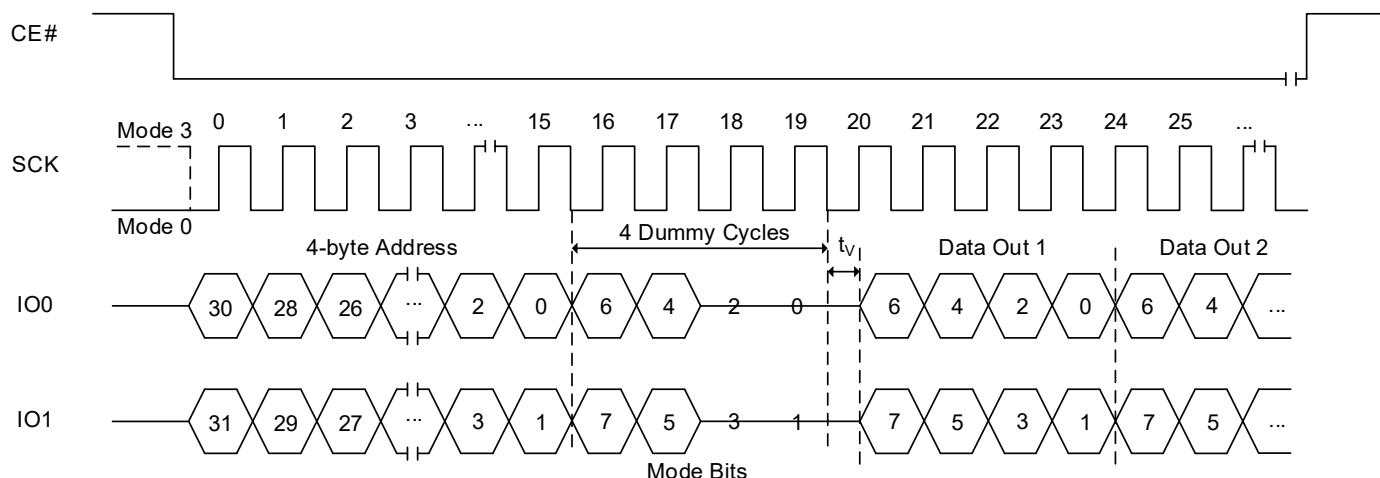 CE#
0 1 2 3 ... 15 16 17 18 19 20 21 22 23 24 25 ...
Mode 3
SCK
Mode 0
4-byte Address 4 Dummy Cycles tV Data Out 1 Data Out 2
IO0 30 28 26 ... 2 0 6 4 2 0 6 4 2 0 6 4 ...
IO1 31 29 27 ... 3 1 7 5 3 1 7 5 3 1 7 5 ...
Mode Bits